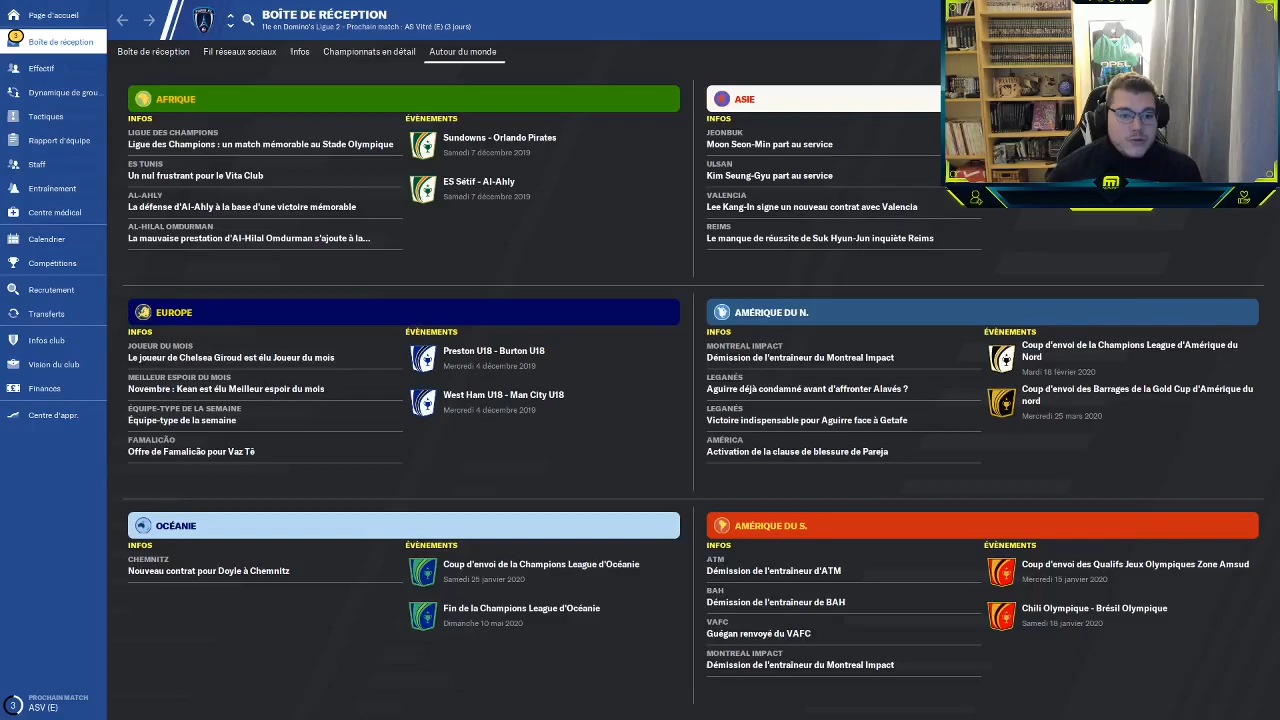 Page d'accueil
3
Boîte de réception
Effectif
Dynamique de grou...
Tactiques
Rapport d'équipe
Staff
Entraînement
Centre médical
Calendrier
Compétitions
Recrutement
Transferts
Infos club
Vision du club
Finances
Centre d'appr.
3
PROCHAIN MATCH
ASV (E)
BOÎTE DE RÉCEPTION
11e en Domino's Ligue 2 - Prochain match : AS Vitré (E) (3 jours)
Boîte de réception
Fil réseaux sociaux
Infos
Championnats en détail
Autour du monde
AFRIQUE
INFOS
LIGUE DES CHAMPIONS
Ligue des Champions : un match mémorable au Stade Olympique
ES TUNIS
Un nul frustrant pour le Vita Club
AL-AHLY
La défense d'Al-Ahly à la base d'une victoire mémorable
AL-HILAL OMDURMAN
La mauvaise prestation d'Al-Hilal Omdurman s'ajoute à la...
ÉVÈNEMENTS
Sundowns - Orlando Pirates
Samedi 7 décembre 2019
ES Sétif - Al-Ahly
Samedi 7 décembre 2019
ASIE
INFOS
JEONBUK
Moon Seon-Min part au service
ULSAN
Kim Seung-Gyu part au service
VALENCIA
Lee Kang-In signe un nouveau contrat avec Valencia
REIMS
Le manque de réussite de Suk Hyun-Jun inquiète Reims
OPEL
EUROPE
INFOS
JOUEUR DU MOIS
Le joueur de Chelsea Giroud est élu Joueur du mois
MEILLEUR ESPOIR DU MOIS
Novembre : Kean est élu Meilleur espoir du mois
ÉQUIPE-TYPE DE LA SEMAINE
Équipe-type de la semaine
FAMALICÃO
Offre de Famalicão pour Vaz Tê
ÉVÈNEMENTS
Preston U18 - Burton U18
Mercredi 4 décembre 2019
West Ham U18 - Man City U18
Mercredi 4 décembre 2019
AMÉRIQUE DU N.
INFOS
MONTREAL IMPACT
Démission de l'entraîneur du Montreal Impact
LEGANÉS
Aguirre déjà condamné avant d'affronter Alavés ?
LEGANÉS
Victoire indispensable pour Aguirre face à Getafe
AMÉRICA
Activation de la clause de blessure de Pareja
ÉVÈNEMENTS
Coup d'envoi de la Champions League d'Amérique du
Nord
Mardi 18 février 2020
Coup d'envoi des Barrages de la Gold Cup d'Amérique du
nord
Mercredi 25 mars 2020
OCÉANIE
INFOS
CHEMNITZ
Nouveau contrat pour Doyle à Chemnitz
ÉVÈNEMENTS
Coup d'envoi de la Champions League d'Océanie
Samedi 25 janvier 2020
Fin de la Champions League d'Océanie
Dimanche 10 mai 2020
AMÉRIQUE DU S.
INFOS
ATM
Démission de l'entraîneur d'ATM
BAH
Démission de l'entraîneur de BAH
VAFC
Guégan renvoyé du VAFC
MONTREAL IMPACT
Démission de l'entraîneur du Montreal Impact
ÉVÈNEMENTS
Coup d'envoi des Qualifs Jeux Olympiques Zone Amsud
Mercredi 15 janvier 2020
Chili Olympique - Brésil Olympique
Samedi 18 janvier 2020